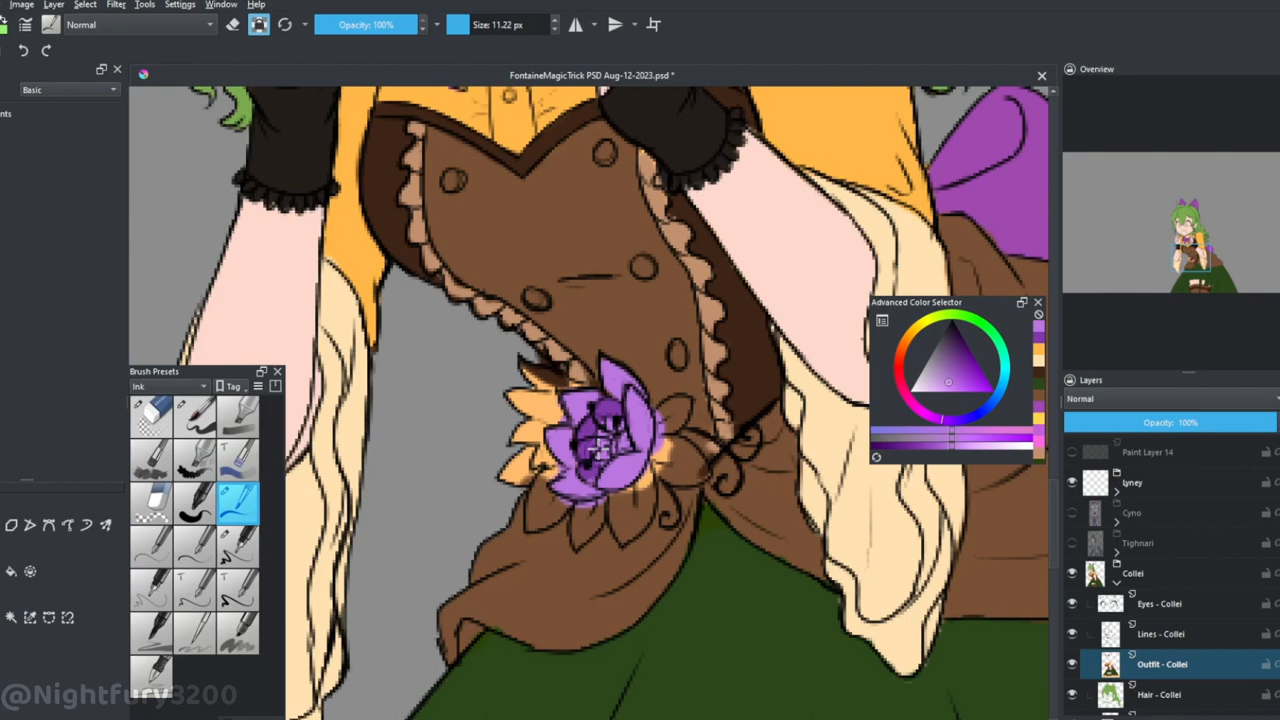 Image Layer Select Filter Tools Settings Window Help
Normal Opacity: 100% Size: 11.22 px
FontaineMagicTrick PSD Aug-12-2023.psd *
Overview
Basic
nts
Advanced Color Selector
Brush Presets
Ink Tag
Layers
Normal
Opacity: 100%
Paint Layer 14
Lyney
Cyno
Tighnari
Collei
Eyes - Collei
Lines - Collei
Outfit - Collei
Hair - Collei
@Nightfury3200